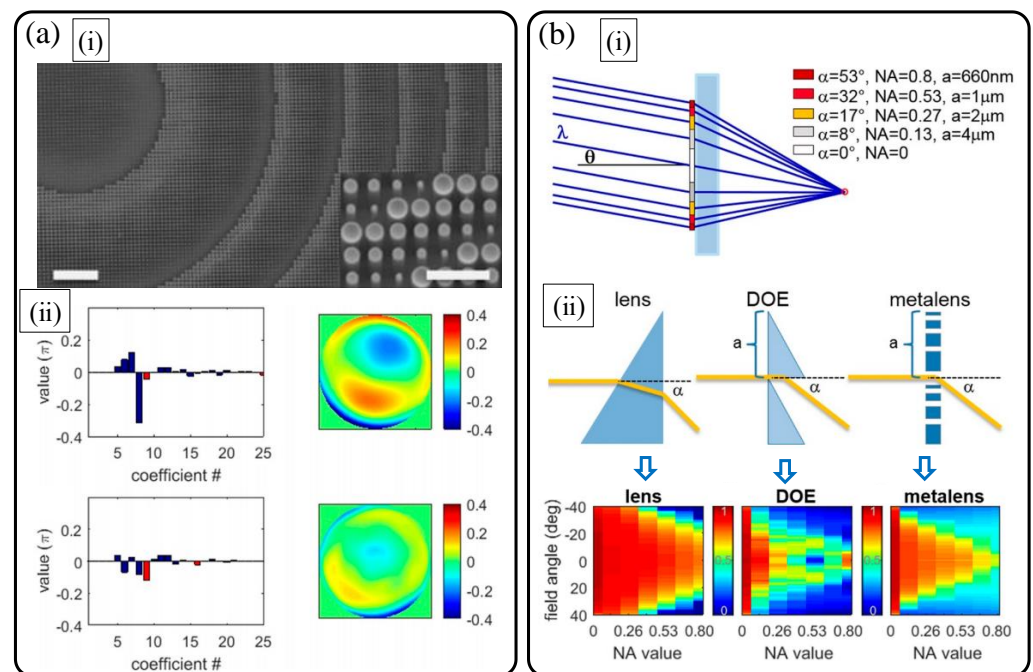 (a) (i)
(ii)
value (π)
0.2
0
-0.2
-0.4
5 10 15 20 25
coefficient #
0.4
0.2
0
-0.2
-0.4
value (π)
0.2
0
-0.2
-0.4
5 10 15 20 25
coefficient #
0.4
0.2
0
-0.2
-0.4
(b) (i)
λ
θ
α=53°, NA=0.8, a=660nm
α=32°, NA=0.53, a=1μm
α=17°, NA=0.27, a=2μm
α=8°, NA=0.13, a=4μm
α=0°, NA=0
(ii)
lens DOE metalens
a a
α α α
lens DOE metalens
field angle (deg)
-40
-20
0
20
40
1
0.5
0
1
0.5
0
0 0.26 0.53 0.80 0 0.26 0.53 0.80 0 0.26 0.53 0.80
NA value NA value NA value